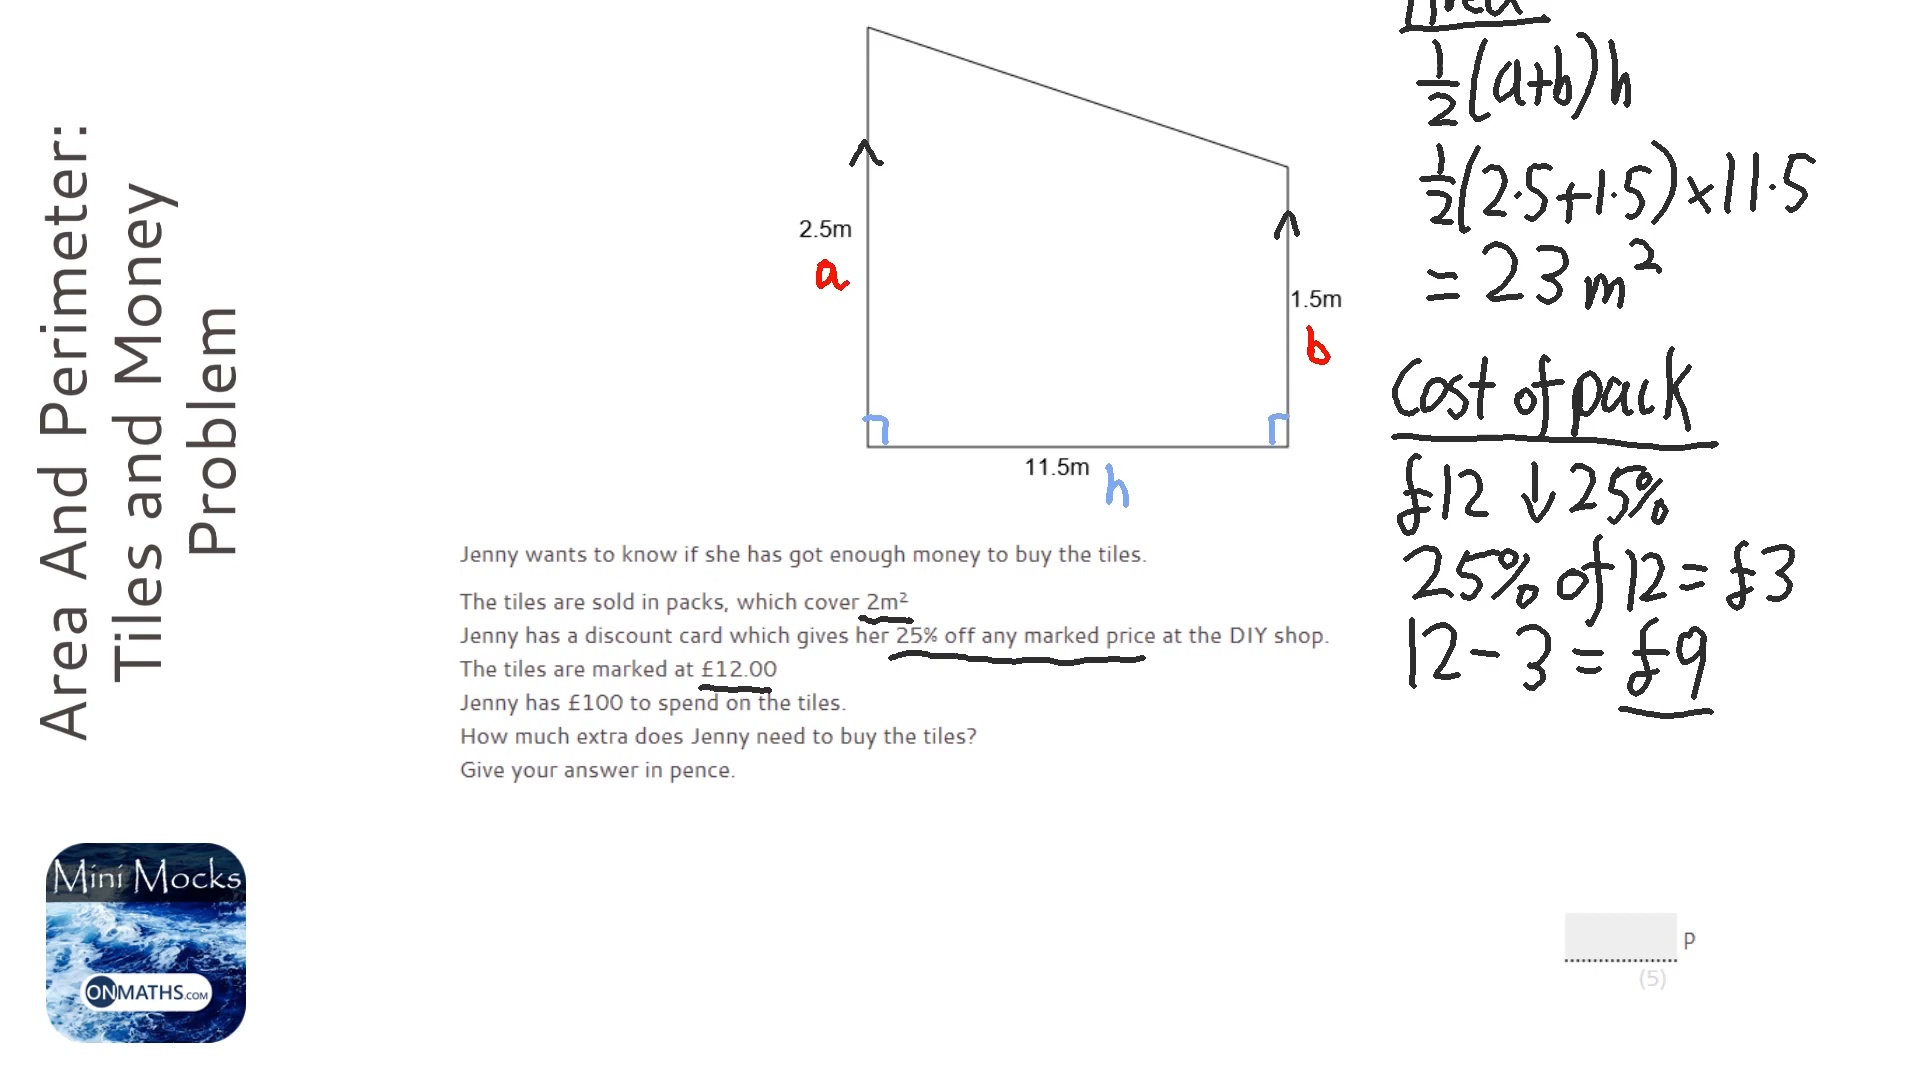 Area And Perimeter:
Tiles and Money
Problem
2.5m
a
1.5m
b
11.5m
h
Jenny wants to know if she has got enough money to buy the tiles.
The tiles are sold in packs, which cover 2m²
Jenny has a discount card which gives her 25% off any marked price at the DIY shop.
The tiles are marked at £12.00
Jenny has £100 to spend on the tiles.
How much extra does Jenny need to buy the tiles?
Give your answer in pence.
Area
½(a+b)h
½(2.5+1.5)×11.5
= 23 m²
Cost of pack
£12 ↓ 25%
25% of 12 = £3
12 - 3 = £9
p
(5)
Mini Mocks
ONMATHS.COM